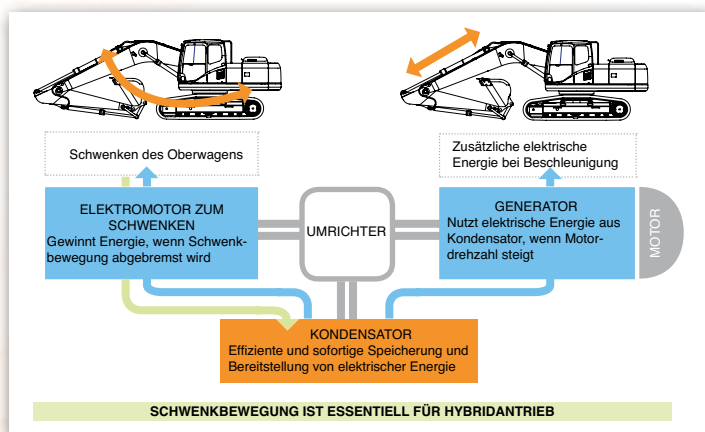 Schwenken des Oberwagens
Zusätzliche elektrische
Energie bei Beschleunigung
ELEKTROMOTOR ZUM
SCHWENKEN
Gewinnt Energie, wenn Schwenk-
bewegung abgebremst wird
UMRICHTER
GENERATOR
Nutzt elektrische Energie aus
Kondensator, wenn Motor-
drehzahl steigt
MOTOR
KONDENSATOR
Effiziente und sofortige Speicherung und
Bereitstellung von elektrischer Energie
SCHWENKBEWEGUNG IST ESSENTIELL FÜR HYBRIDANTRIEB